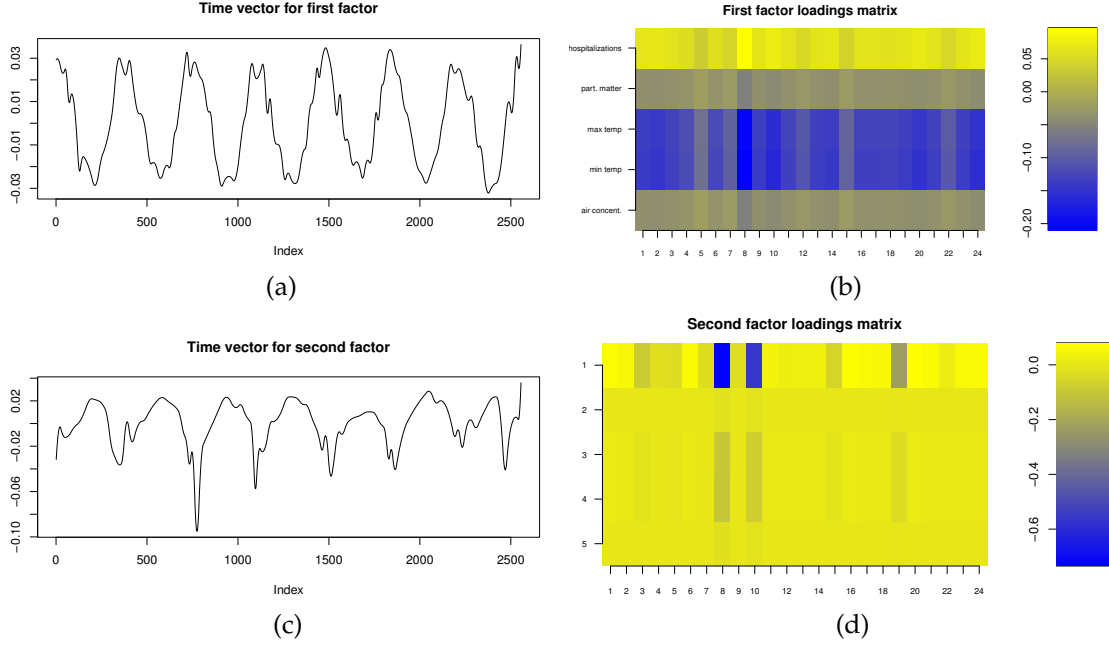 Time vector for first factor
0.03
0.01
−0.01
−0.03
0 500 1000 1500 2000 2500
Index
(a)
First factor loadings matrix
hospitalizations
part. matter
max temp
min temp
air concent.
1 2 3 4 5 6 7 8 9 10 12 14 16 18 20 22 24
0.05
0.00
−0.10
−0.20
(b)
Time vector for second factor
0.02
−0.02
−0.06
−0.10
0 500 1000 1500 2000 2500
Index
(c)
Second factor loadings matrix
1
2
3
4
5
1 2 3 4 5 6 7 8 9 10 12 14 16 18 20 22 24
0.0
−0.2
−0.4
−0.6
(d)